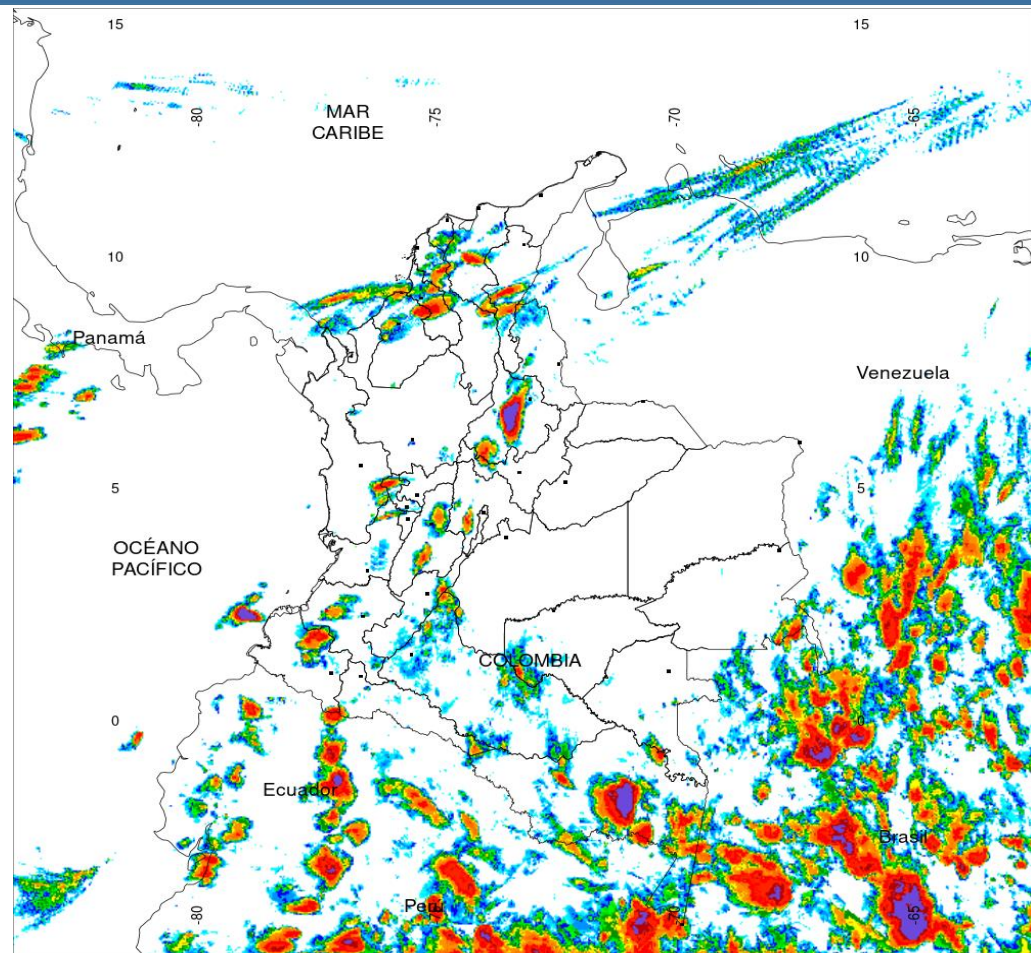 15
15
-80
-75
-70
-65
MAR
CARIBE
10
10
Panamá
Venezuela
5
5
OCÉANO
PACÍFICO
COLOMBIA
0
0
Ecuador
Brasil
Perú
-80
-70
-65